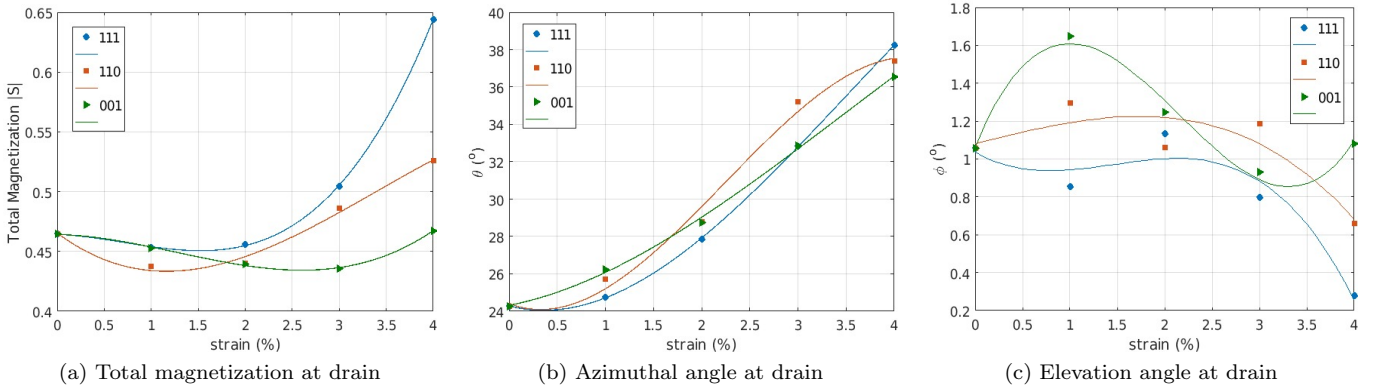 0.65
0.6
0.55
0.5
0.45
0.4
Total Magnetization |S|
111
110
001
0 0.5 1 1.5 2 2.5 3 3.5 4
strain (%)
(a) Total magnetization at drain
40
38
36
34
32
30
28
26
24
θ (°)
111
110
001
0 0.5 1 1.5 2 2.5 3 3.5 4
strain (%)
(b) Azimuthal angle at drain
1.8
1.6
1.4
1.2
1
0.8
0.6
0.4
0.2
ϕ (°)
111
110
001
0 0.5 1 1.5 2 2.5 3 3.5 4
strain (%)
(c) Elevation angle at drain